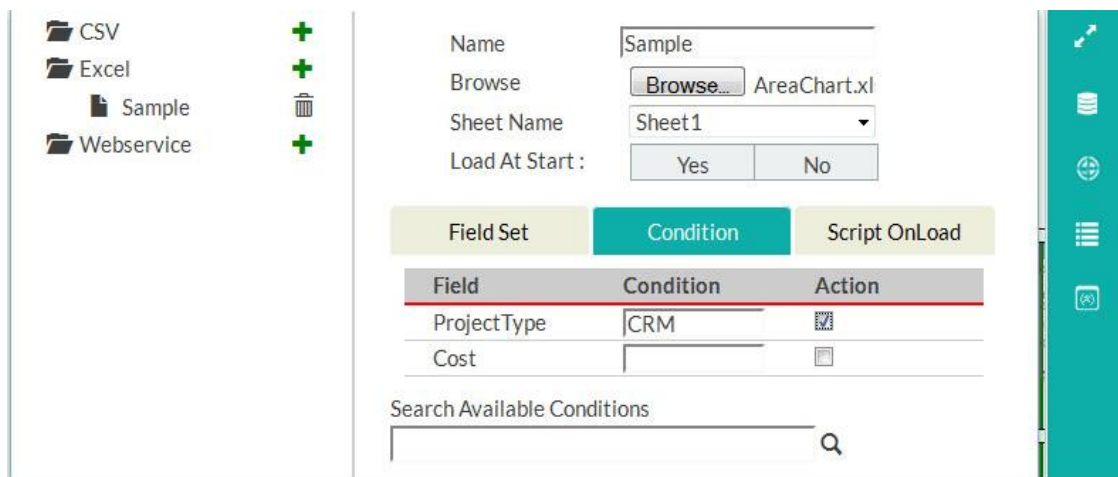 CSV
Excel
Sample
Webservice
Name Sample
Browse Browse... AreaChart.xl
Sheet Name Sheet1
Load At Start : Yes No
Field Set Condition Script OnLoad
Field Condition Action
ProjectType CRM
Cost
Search Available Conditions